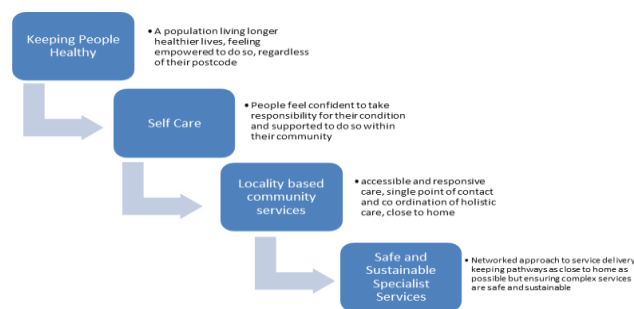 Keeping People
Healthy
• A population living longer
healthier lives, feeling
empowered to do so, regardless
of their postcode
Self Care
• People feel confident to take
responsibility for their condition
and supported to do so within
their community
Locality based
community
services
• accessible and responsive
care, single point of contact
and co ordination of holistic
care, close to home
Safe and
Sustainable
Specialist
Services
• Networked approach to service delivery
keeping pathways as close to home as
possible but ensuring complex services
are safe and sustainable